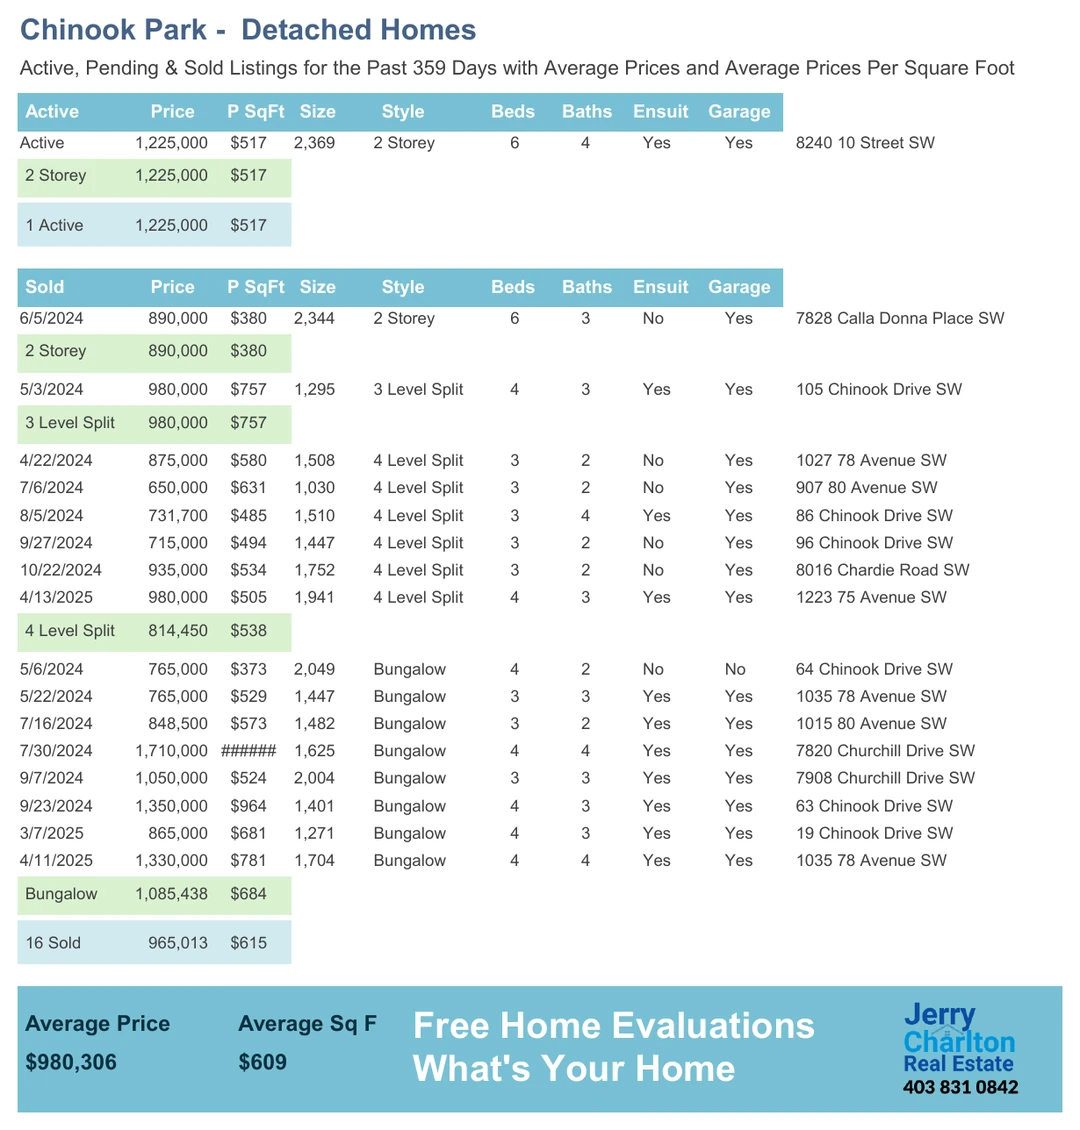 Chinook Park - Detached Homes
Active, Pending & Sold Listings for the Past 359 Days with Average Prices and Average Prices Per Square Foot
Active Price P SqFt Size Style Beds Baths Ensuit Garage
Active 1,225,000 $517 2,369 2 Storey 6 4 Yes Yes 8240 10 Street SW
2 Storey 1,225,000 $517
1 Active 1,225,000 $517
Sold Price P SqFt Size Style Beds Baths Ensuit Garage
6/5/2024 890,000 $380 2,344 2 Storey 6 3 No Yes 7828 Calla Donna Place SW
2 Storey 890,000 $380
5/3/2024 980,000 $757 1,295 3 Level Split 4 3 Yes Yes 105 Chinook Drive SW
3 Level Split 980,000 $757
4/22/2024 875,000 $580 1,508 4 Level Split 3 2 No Yes 1027 78 Avenue SW
7/6/2024 650,000 $631 1,030 4 Level Split 3 2 No Yes 907 80 Avenue SW
8/5/2024 731,700 $485 1,510 4 Level Split 3 4 Yes Yes 86 Chinook Drive SW
9/27/2024 715,000 $494 1,447 4 Level Split 3 2 No Yes 96 Chinook Drive SW
10/22/2024 935,000 $534 1,752 4 Level Split 3 2 No Yes 8016 Chardie Road SW
4/13/2025 980,000 $505 1,941 4 Level Split 4 3 Yes Yes 1223 75 Avenue SW
4 Level Split 814,450 $538
5/6/2024 765,000 $373 2,049 Bungalow 4 2 No No 64 Chinook Drive SW
5/22/2024 765,000 $529 1,447 Bungalow 3 3 Yes Yes 1035 78 Avenue SW
7/16/2024 848,500 $573 1,482 Bungalow 3 2 Yes Yes 1015 80 Avenue SW
7/30/2024 1,710,000 ###### 1,625 Bungalow 4 4 Yes Yes 7820 Churchill Drive SW
9/7/2024 1,050,000 $524 2,004 Bungalow 3 3 Yes Yes 7908 Churchill Drive SW
9/23/2024 1,350,000 $964 1,401 Bungalow 4 3 Yes Yes 63 Chinook Drive SW
3/7/2025 865,000 $681 1,271 Bungalow 4 3 Yes Yes 19 Chinook Drive SW
4/11/2025 1,330,000 $781 1,704 Bungalow 4 4 Yes Yes 1035 78 Avenue SW
Bungalow 1,085,438 $684
16 Sold 965,013 $615
Average Price Average Sq F
$980,306 $609
Free Home Evaluations
What's Your Home
Jerry
Charlton
Real Estate
403 831 0842